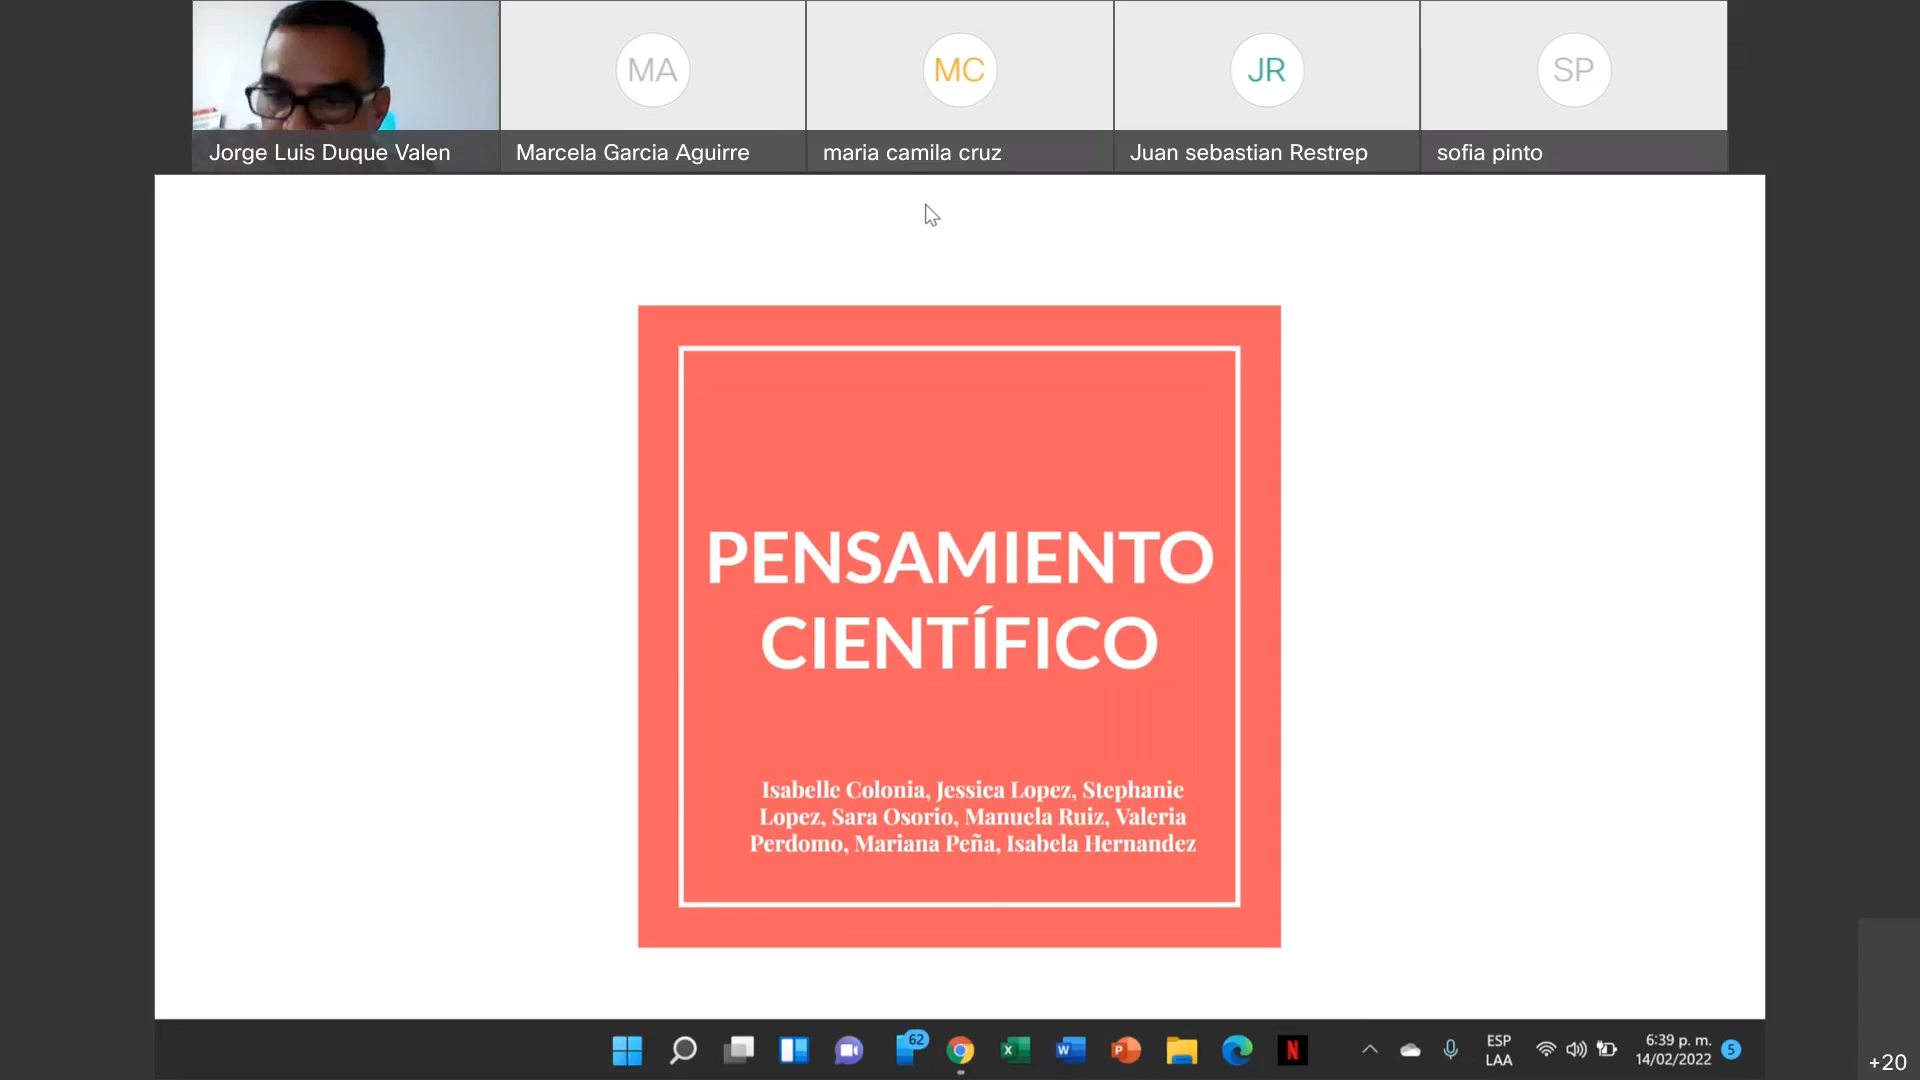 MA
MC
JR
SP
Jorge Luis Duque Valen
Marcela Garcia Aguirre
maria camila cruz
Juan sebastian Restrep
sofia pinto
PENSAMIENTO
CIENTÍFICO
Isabelle Colonia, Jessica Lopez, Stephanie
Lopez, Sara Osorio, Manuela Ruiz, Valeria
Perdomo, Mariana Peña, Isabela Hernandez
62
ESP
LAA
6:39 p. m.
14/02/2022
5
+20